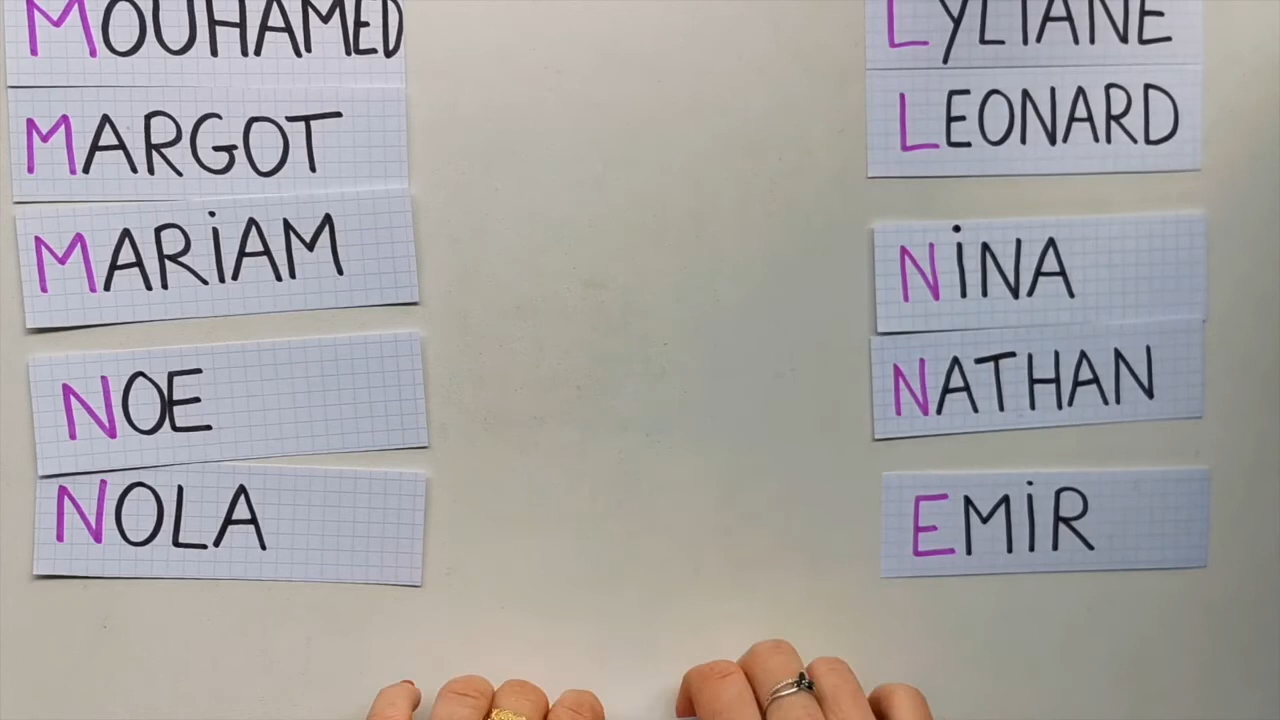 MOUHAMED
MARGOT
MARiAM
NOE
NOLA
LYLIANE
LEONARD
NiNA
NATHAN
EMiR